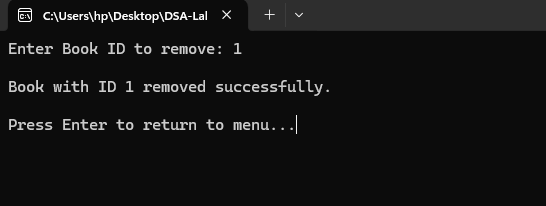 C:\Users\hp\Desktop\DSA-Lal
Enter Book ID to remove: 1
Book with ID 1 removed successfully.
Press Enter to return to menu...